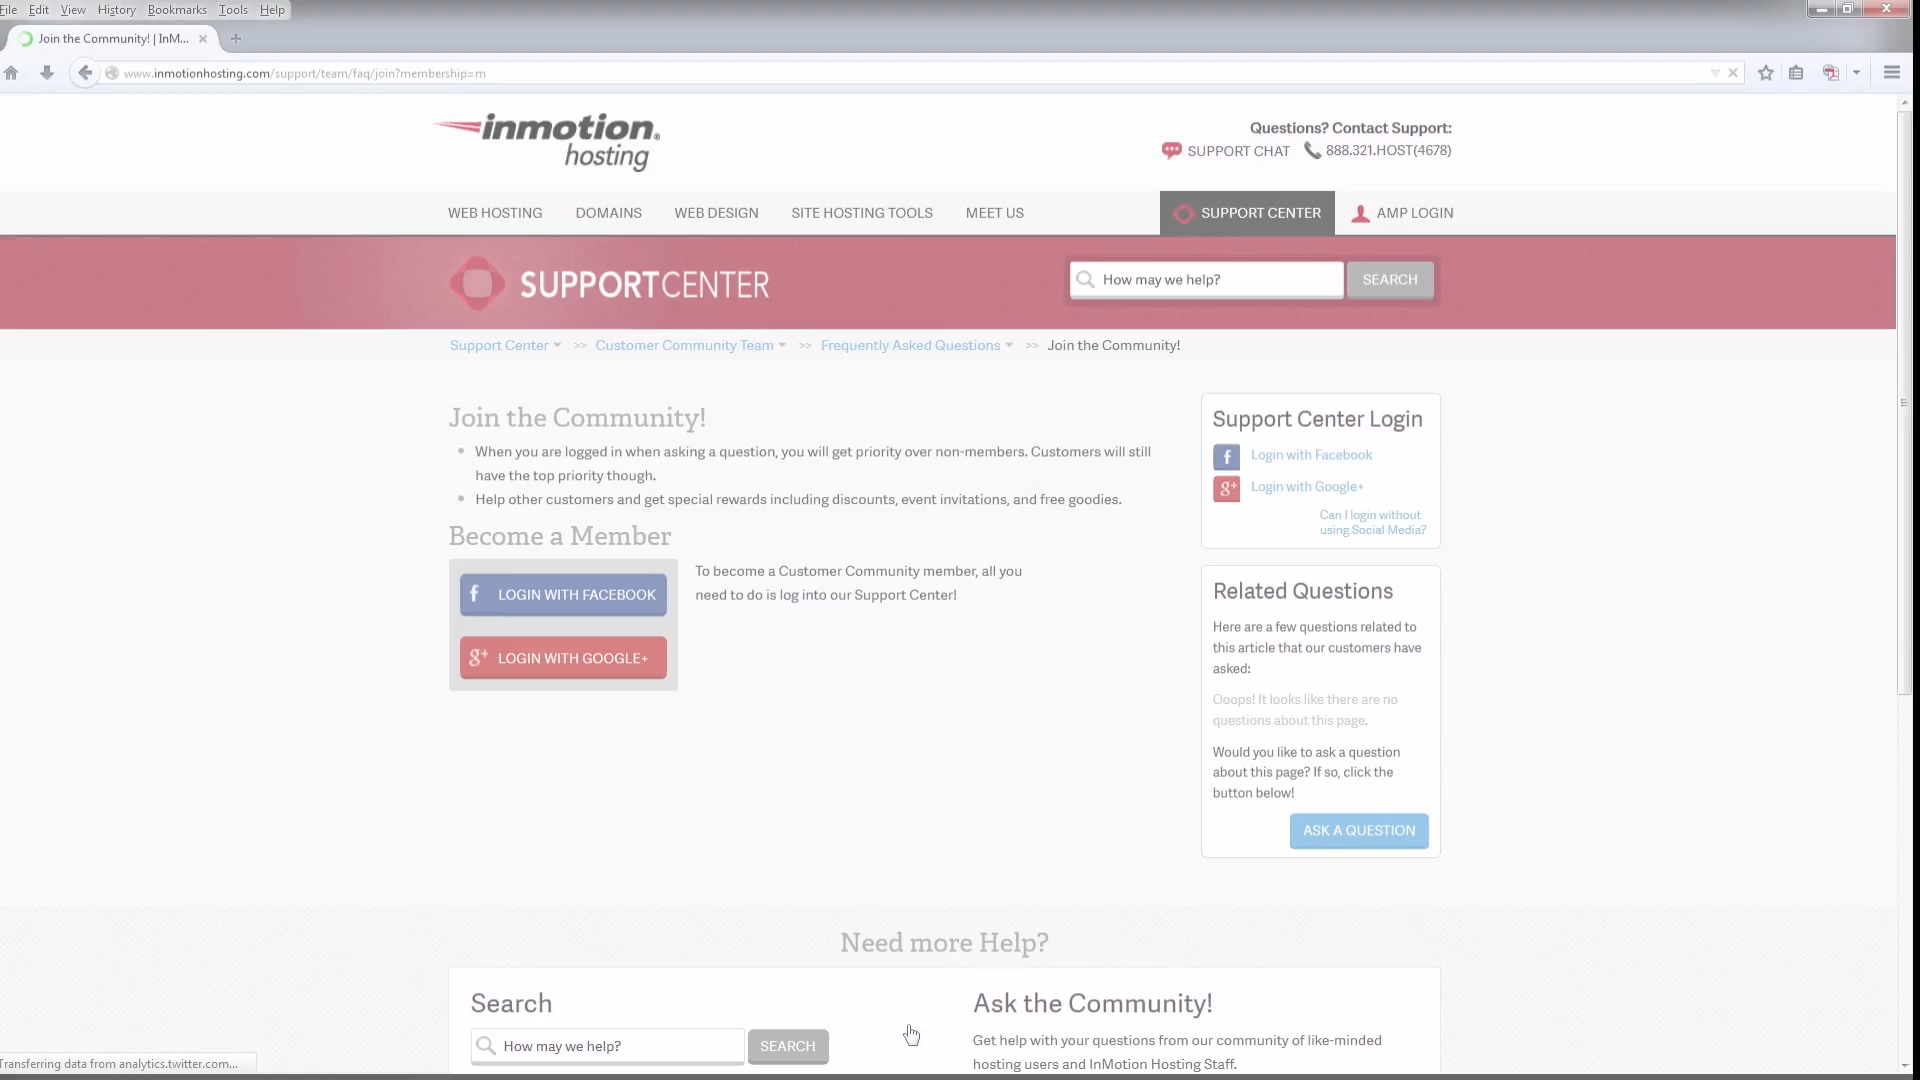 File Edit View History Bookmarks Tools Help
Join the Community! | InM...
www.inmotionhosting.com/support/team/faq/join?membership=m
inmotion
hosting
Questions? Contact Support:
SUPPORT CHAT 888.321.HOST(4678)
WEB HOSTING DOMAINS WEB DESIGN SITE HOSTING TOOLS MEET US SUPPORT CENTER AMP LOGIN
SUPPORTCENTER How may we help? SEARCH
Support Center >> Customer Community Team >> Frequently Asked Questions >> Join the Community!
Join the Community!
When you are logged in when asking a question, you will get priority over non-members. Customers will still
have the top priority though.
Help other customers and get special rewards including discounts, event invitations, and free goodies.
Become a Member
f LOGIN WITH FACEBOOK
g+ LOGIN WITH GOOGLE+
To become a Customer Community member, all you
need to do is log into our Support Center!
Support Center Login
f Login with Facebook
g+ Login with Google+
Can I login without
using Social Media?
Related Questions
Here are a few questions related to
this article that our customers have
asked:
Ooops! It looks like there are no
questions about this page.
Would you like to ask a question
about this page? If so, click the
button below!
ASK A QUESTION
Need more Help?
Search
How may we help? SEARCH
Ask the Community!
Get help with your questions from our community of like-minded
hosting users and InMotion Hosting Staff.
Transferring data from analytics.twitter.com...